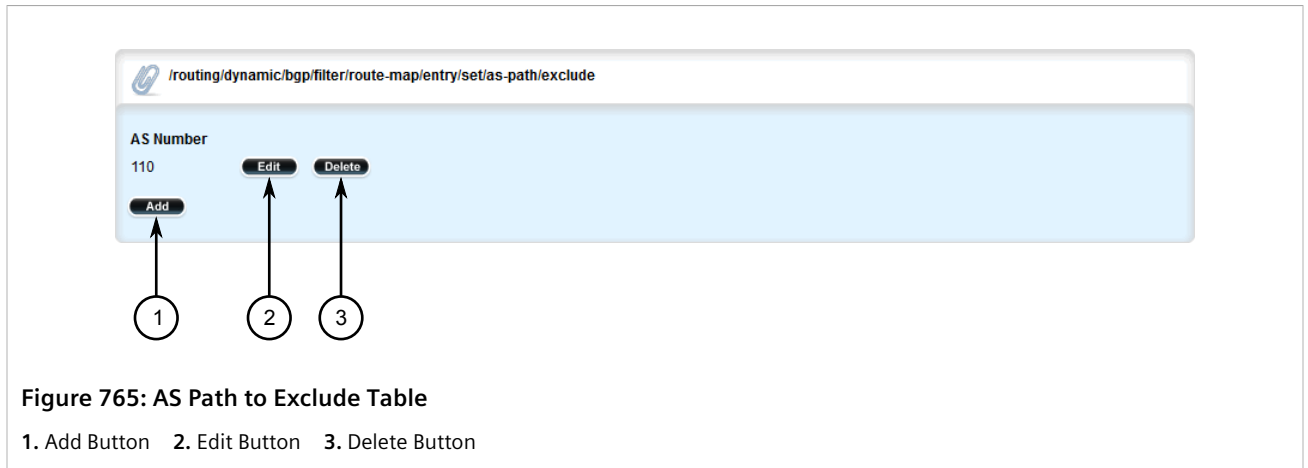 /routing/dynamic/bgp/filter/route-map/entry/set/as-path/exclude
AS Number
110 Edit Delete
Add
1 2 3
Figure 765: AS Path to Exclude Table
1. Add Button 2. Edit Button 3. Delete Button